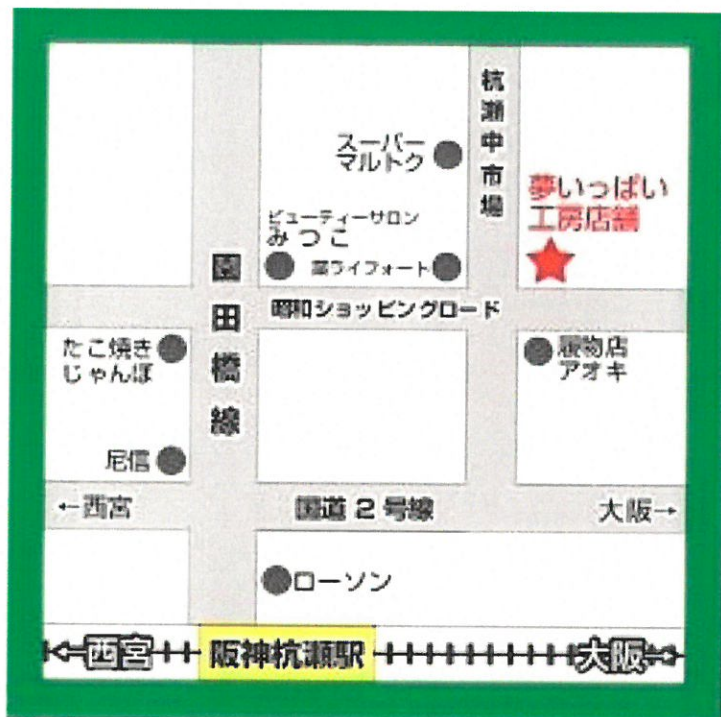 杭瀬中市場
スーパー
マルトク
夢いっぱい
工房店舗
ビューティーサロン
みつこ
薬ライフォート
園田橋線
昭和ショッピングロード
たこ焼き
じゃんぼ
履物店
アオキ
尼信
←西宮
国道2号線
大阪→
ローソン
西宮
阪神杭瀬駅
大阪